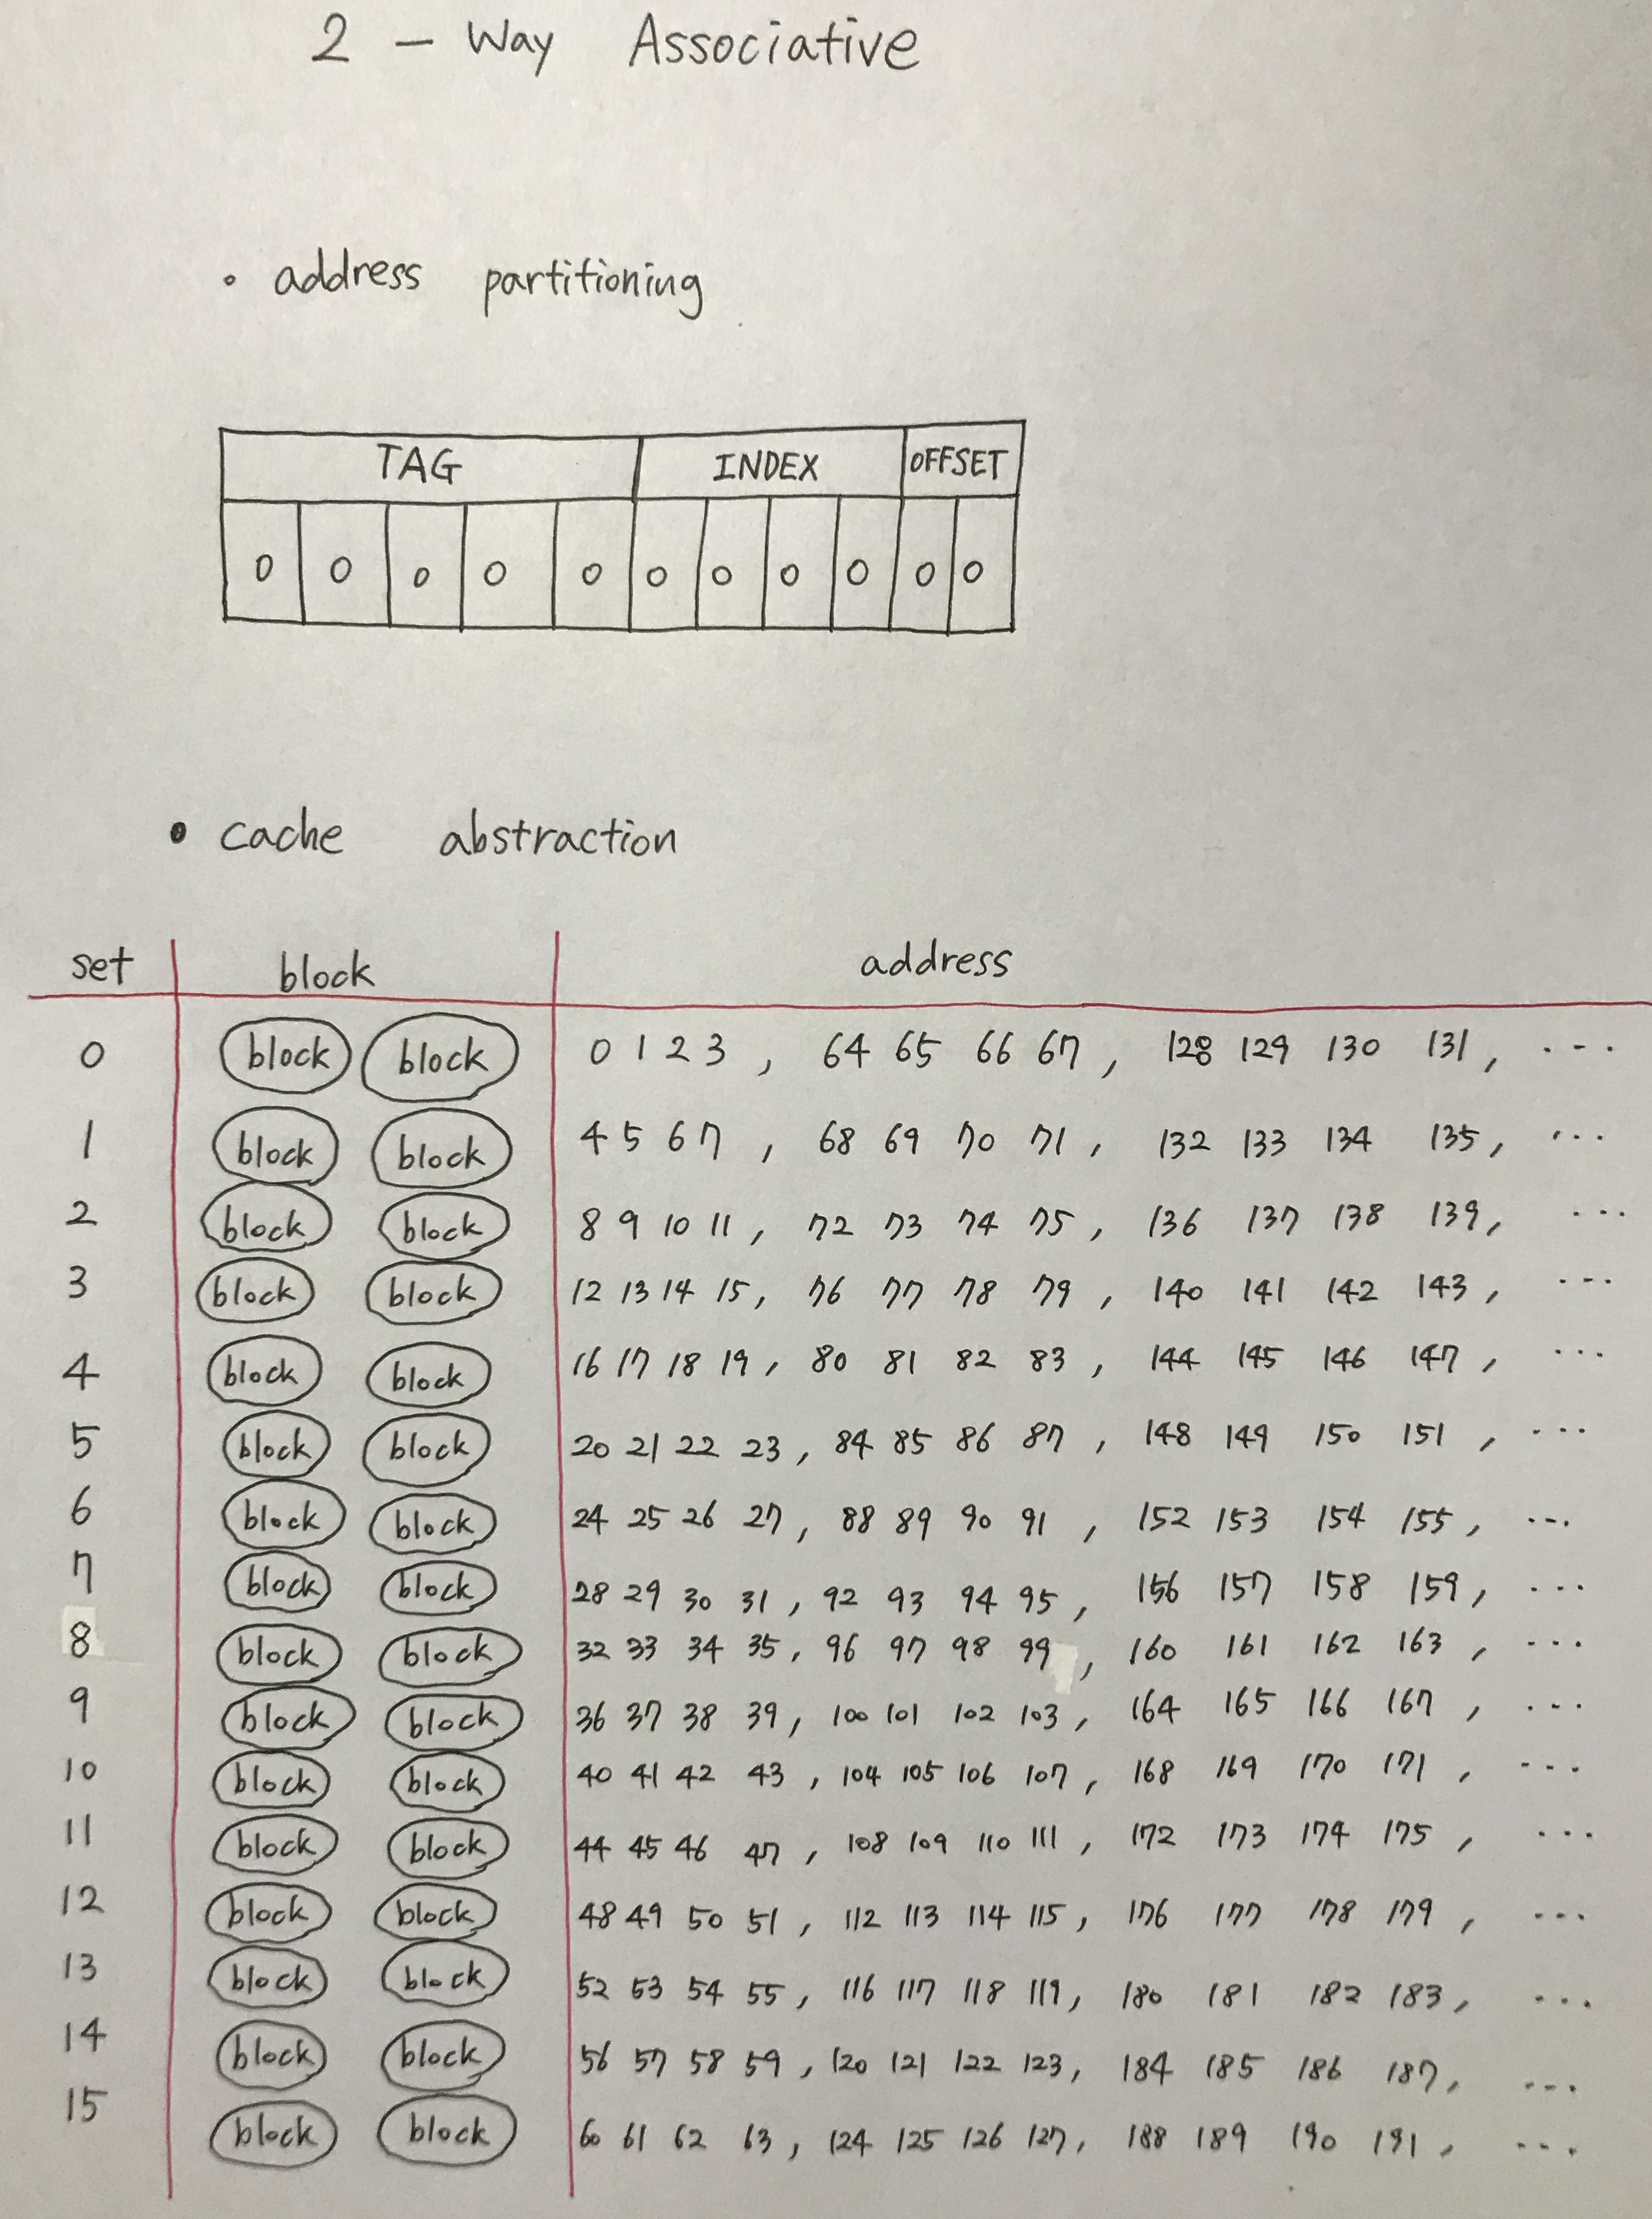 2 - Way Associative
• address partitioning
TAG INDEX OFFSET
0 0 0 0 0 0 0 0 0 0 0
• cache abstraction
set block address
0 block block 0 1 2 3 , 64 65 66 67 , 128 129 130 131 , ...
1 block block 4 5 6 7 , 68 69 70 71 , 132 133 134 135 , ...
2 block block 8 9 10 11 , 72 73 74 75 , 136 137 138 139 , ...
3 block block 12 13 14 15 , 76 77 78 79 , 140 141 142 143 , ...
4 block block 16 17 18 19 , 80 81 82 83 , 144 145 146 147 , ...
5 block block 20 21 22 23 , 84 85 86 87 , 148 149 150 151 , ...
6 block block 24 25 26 27 , 88 89 90 91 , 152 153 154 155 , ...
7 block block 28 29 30 31 , 92 93 94 95 , 156 157 158 159 , ...
8 block block 32 33 34 35 , 96 97 98 99 , 160 161 162 163 , ...
9 block block 36 37 38 39 , 100 101 102 103 , 164 165 166 167 , ...
10 block block 40 41 42 43 , 104 105 106 107 , 168 169 170 171 , ...
11 block block 44 45 46 47 , 108 109 110 111 , 172 173 174 175 , ...
12 block block 48 49 50 51 , 112 113 114 115 , 176 177 178 179 , ...
13 block block 52 53 54 55 , 116 117 118 119 , 180 181 182 183 , ...
14 block block 56 57 58 59 , 120 121 122 123 , 184 185 186 187 , ...
15 block block 60 61 62 63 , 124 125 126 127 , 188 189 190 191 , ...